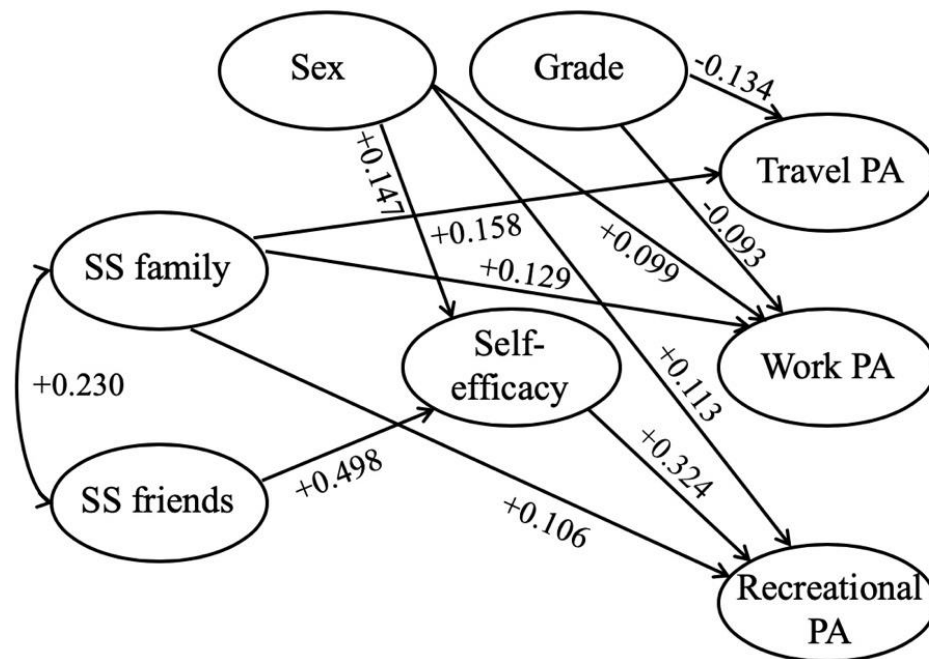 Sex
Grade
-0.134
Travel PA
+0.147
+0.158
+0.099
-0.093
SS family
+0.129
Self-
efficacy
Work PA
+0.230
+0.113
SS friends
+0.498
+0.324
+0.106
Recreational
PA